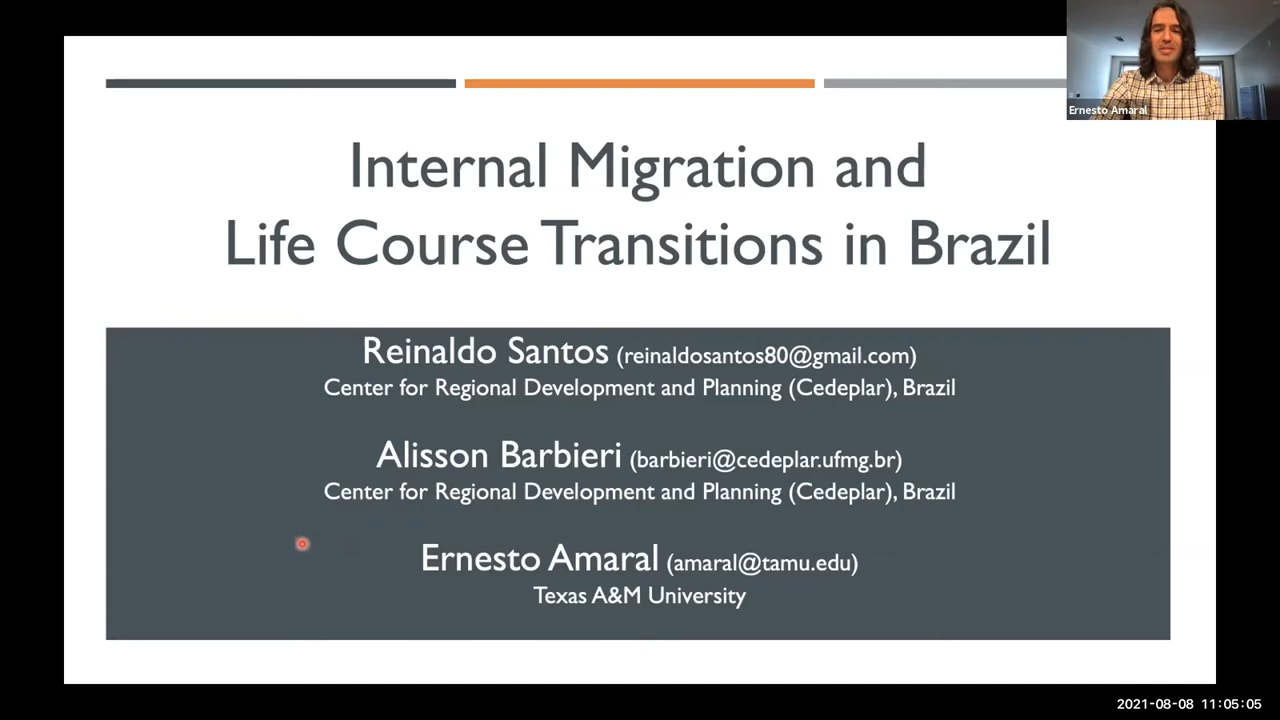 Ernesto Amaral
Internal Migration and
Life Course Transitions in Brazil
Reinaldo Santos (reinaldosantos80@gmail.com)
Center for Regional Development and Planning (Cedeplar), Brazil
Alisson Barbieri (barbieri@cedeplar.ufmg.br)
Center for Regional Development and Planning (Cedeplar), Brazil
Ernesto Amaral (amaral@tamu.edu)
Texas A&M University
2021-08-08 11:05:05